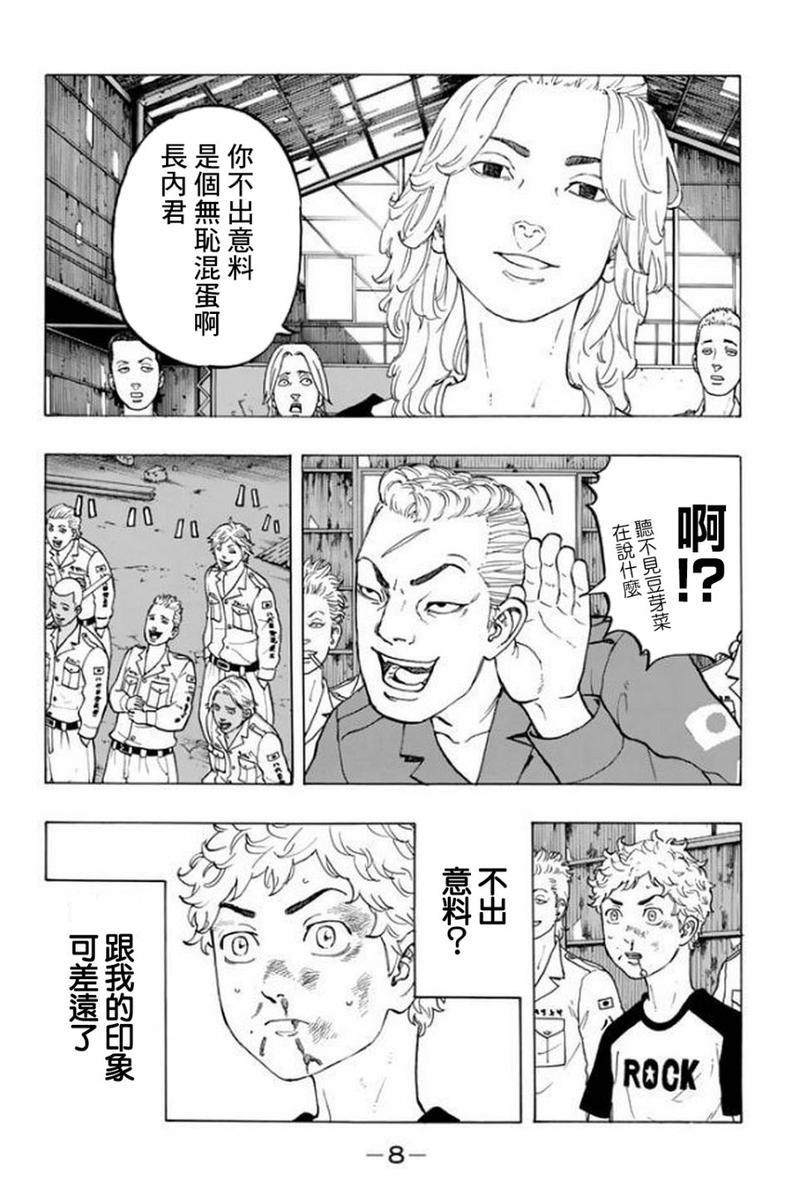 你不出意料
是個無恥混蛋啊
長內君
啊!?
聽不見豆芽菜
在說什麼
不出
意料?
ROCK
跟我的印象
可差遠了
—8—